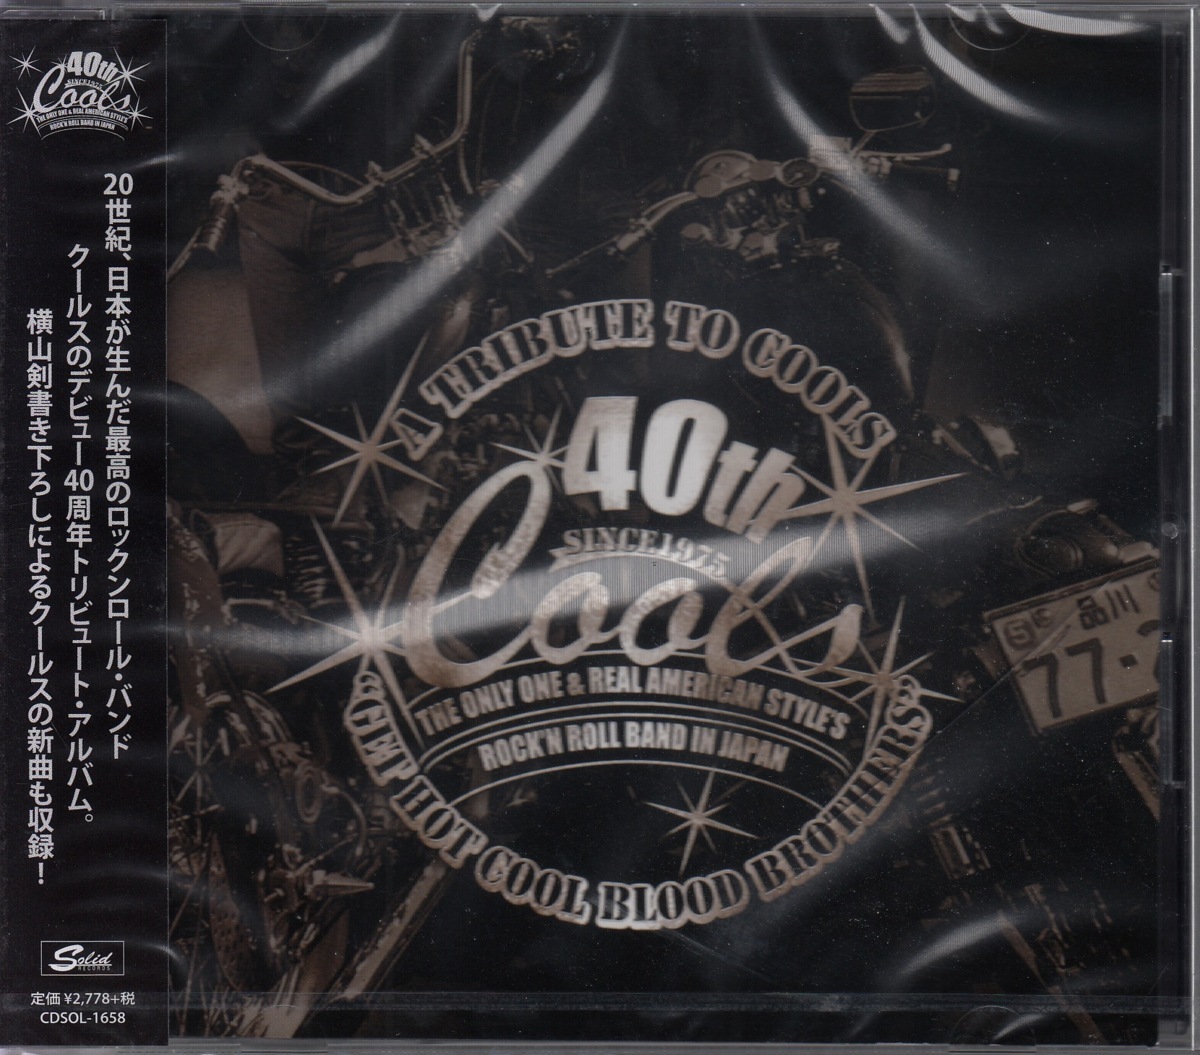 40th
SINCE1975
Cools
THE ONLY ONE & REAL AMERICAN STYLE'S
ROCK'N ROLL BAND IN JAPAN
20世紀、日本が生んだ最高のロックンロール・バンド
クールスのデビュー40周年トリビュート・アルバム。
横山剣書き下ろしによるクールスの新曲も収録！
Solid
RECORDS
定価 ¥2,778+税
CDSOL-1658
A TRIBUTE TO COOLS
40th
SINCE1975
Cools
THE ONLY ONE & REAL AMERICAN STYLE'S
ROCK'N ROLL BAND IN JAPAN
GET HOT COOL BLOOD BROTHERS
品川
77-